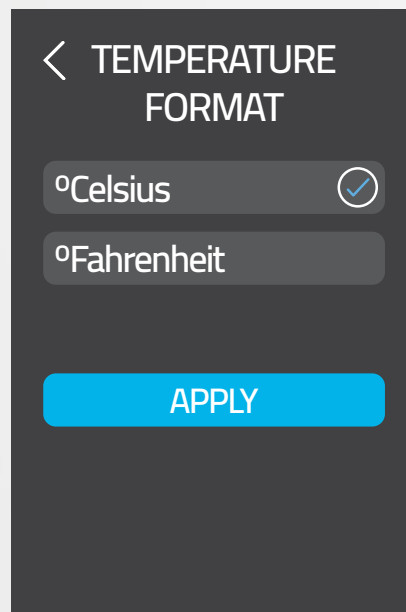 TEMPERATURE
FORMAT
ºCelsius
ºFahrenheit
APPLY